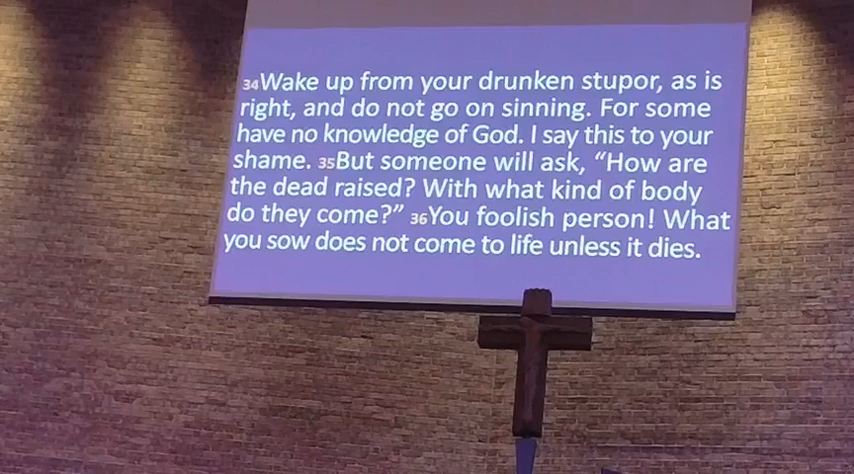 34Wake up from your drunken stupor, as is
right, and do not go on sinning. For some
have no knowledge of God. I say this to your
shame. 35But someone will ask, “How are
the dead raised? With what kind of body
do they come?” 36You foolish person! What
you sow does not come to life unless it dies.